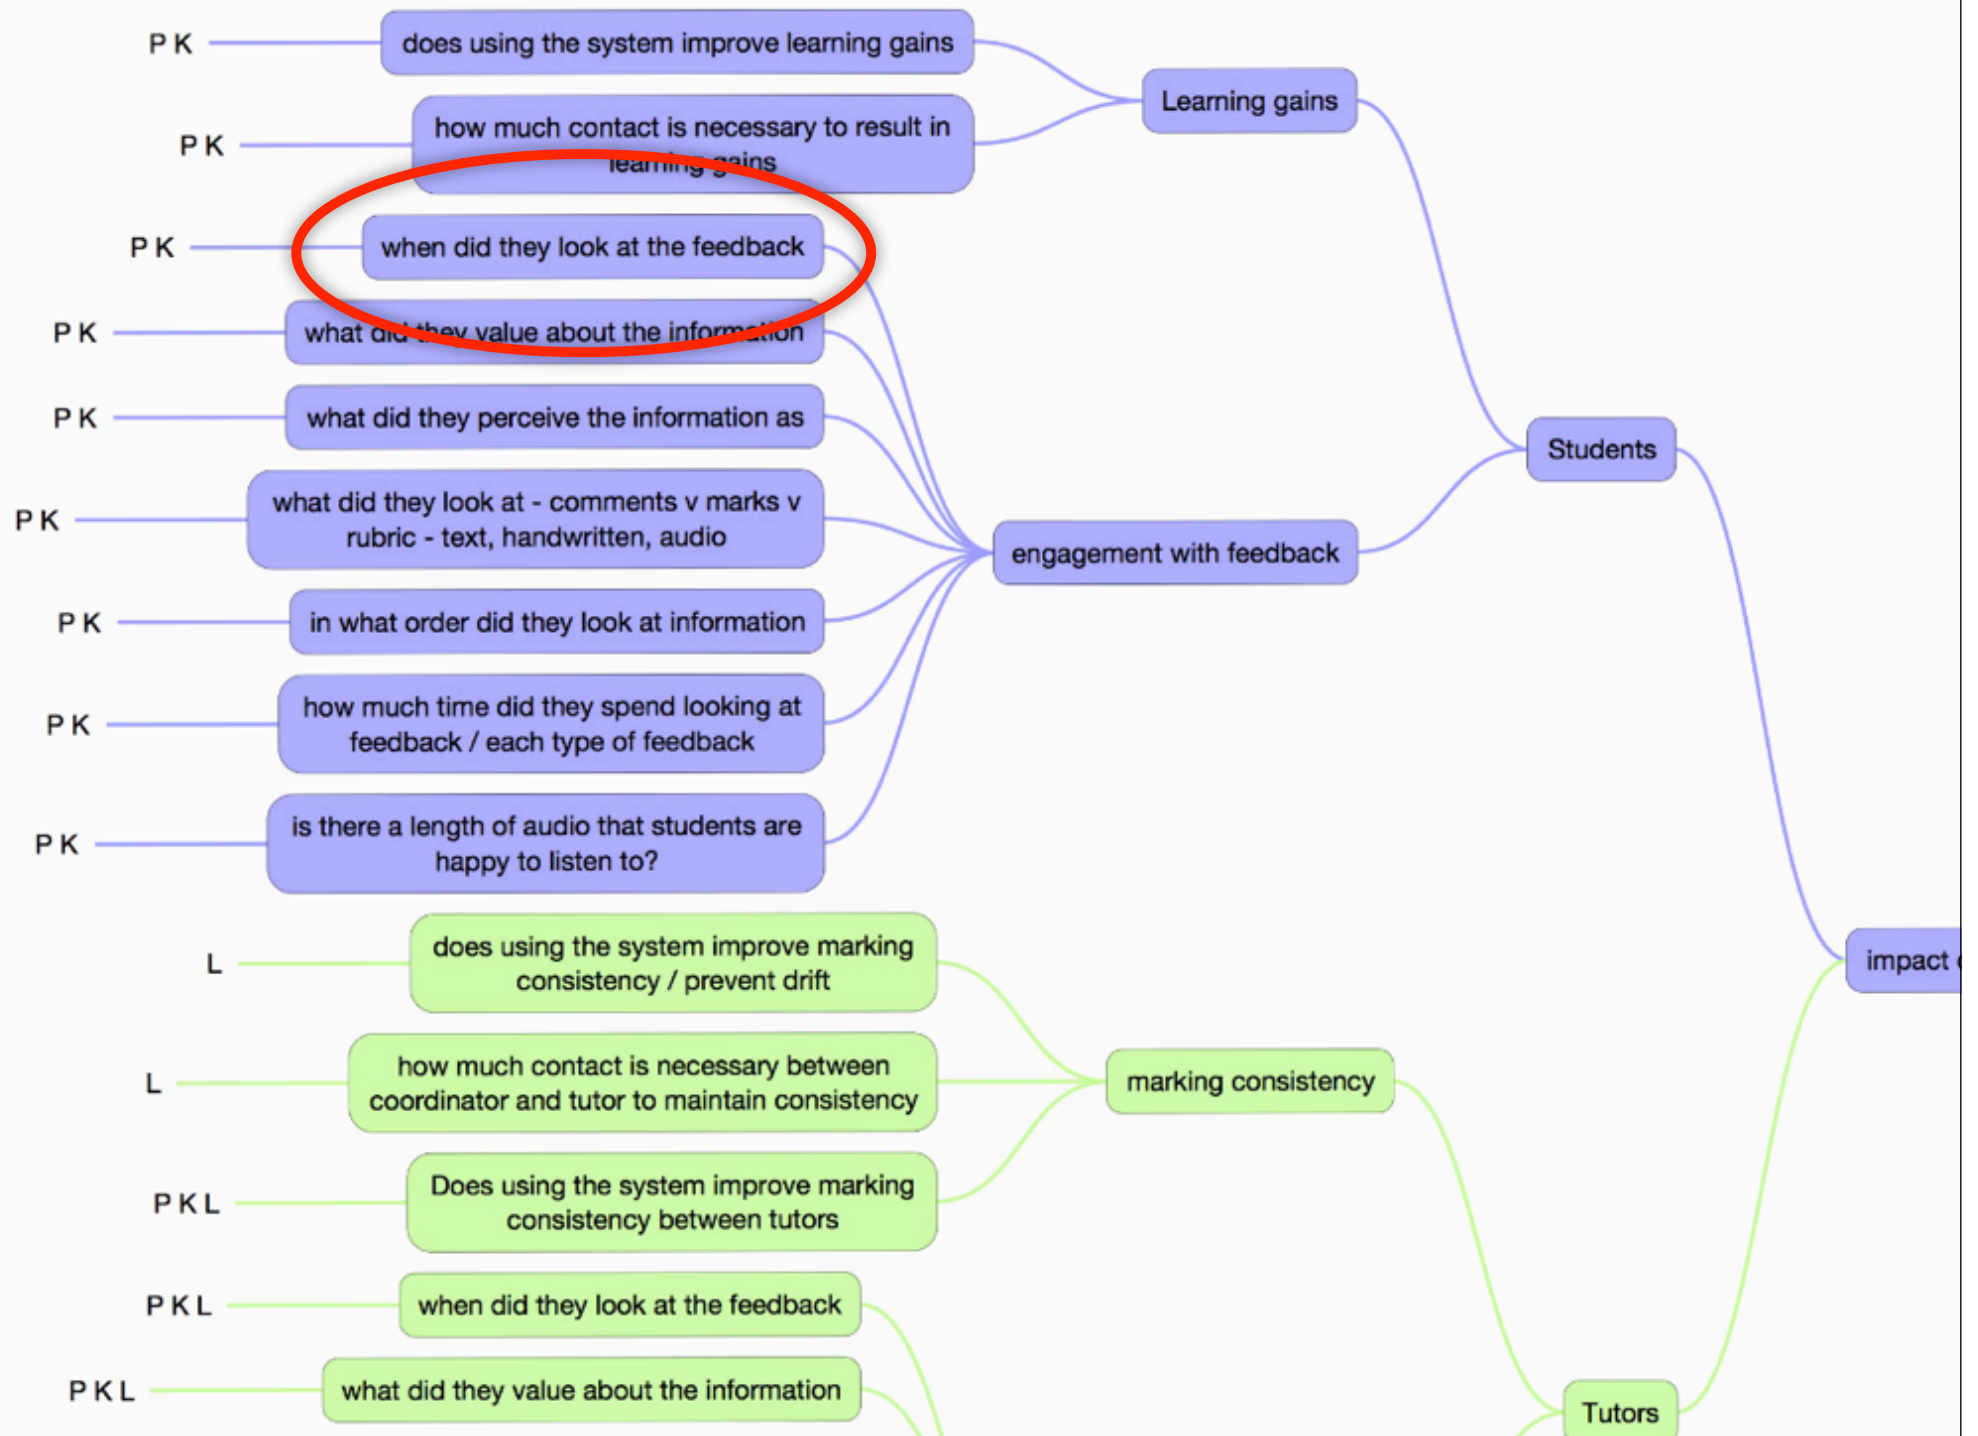 P K
does using the system improve learning gains
Learning gains
P K
how much contact is necessary to result in
learning gains
P K
when did they look at the feedback
P K
what did they value about the information
P K
what did they perceive the information as
Students
P K
what did they look at - comments v marks v
rubric - text, handwritten, audio
engagement with feedback
P K
in what order did they look at information
P K
how much time did they spend looking at
feedback / each type of feedback
P K
is there a length of audio that students are
happy to listen to?
L
does using the system improve marking
consistency / prevent drift
impact
L
how much contact is necessary between
coordinator and tutor to maintain consistency
marking consistency
P K L
Does using the system improve marking
consistency between tutors
P K L
when did they look at the feedback
P K L
what did they value about the information
Tutors